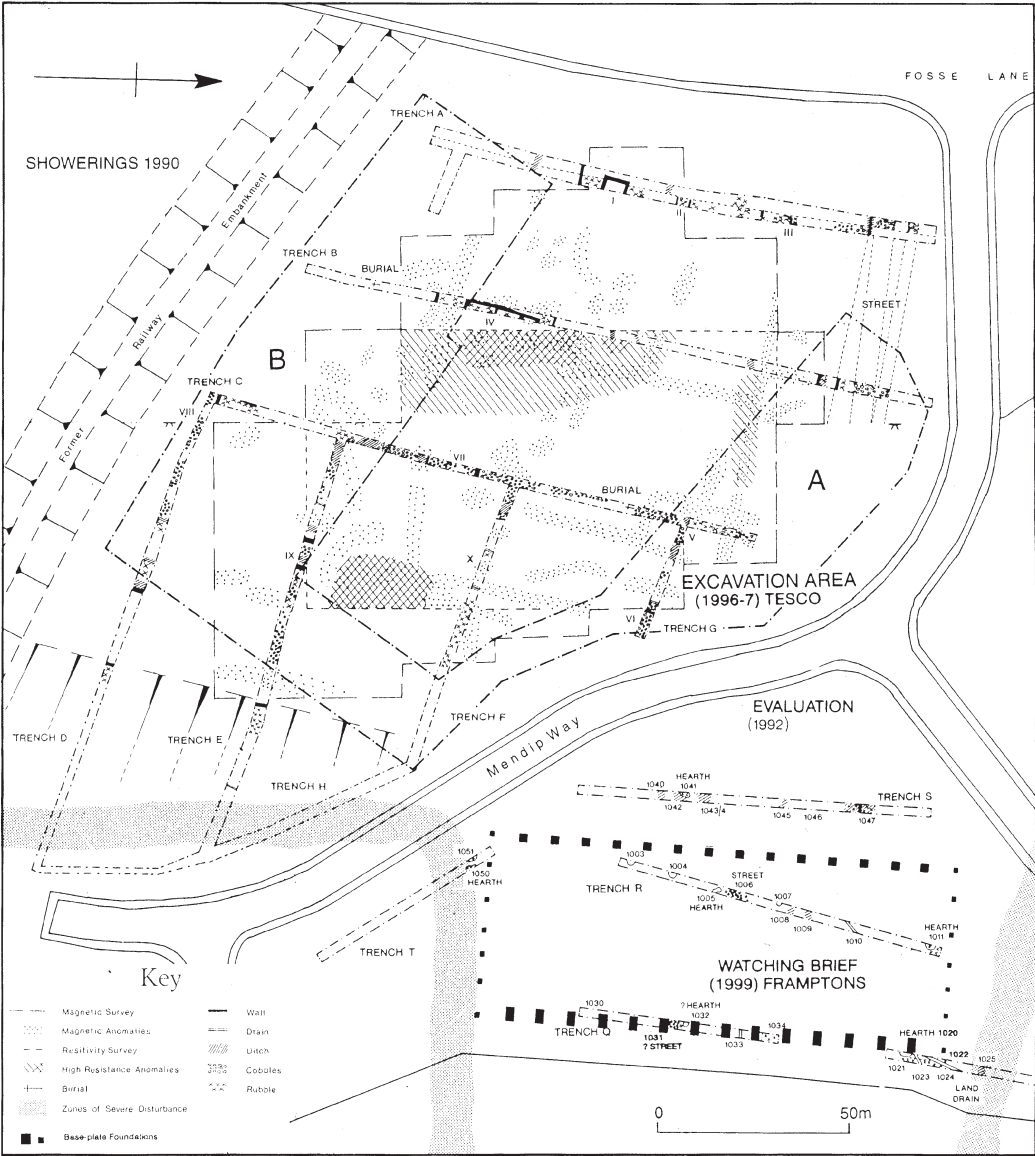 FOSSE LANE
TRENCH A
SHOWERINGS 1990
Embankment
Railway
Former
I
II
III
TRENCH B
BURIAL
STREET
IV
B
TRENCH C
VIII
VII
BURIAL
A
V
IX
X
EXCAVATION AREA
(1996-7) TESCO
VI
TRENCH G
TRENCH F
EVALUATION
(1992)
TRENCH D
TRENCH E
Mendip Way
TRENCH H
HEARTH
1040
1041
TRENCH S
1042
1043/4
1045
1046
1047
1051
1050
HEARTH
1003
1004
STREET
1006
TRENCH R
1005
HEARTH
1007
1008
1009
1010
HEARTH
1011
TRENCH T
WATCHING BRIEF
(1999) FRAMPTONS
1030
?HEARTH
1032
TRENCH Q
1031
? STREET
1033
1034
HEARTH 1020
1022
1021
1023
1024
1025
LAND
DRAIN
Key
Magnetic Survey
Magnetic Anomalies
Resitivity Survey
High Resistance Anomalies
Burial
Zones of Severe Disturbance
Base-plate Foundations
Wall
Drain
Ditch
Cobbles
Rubble
0 50m